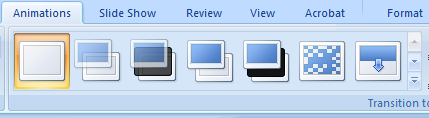 Animations Slide Show Review View Acrobat Format
Transition to